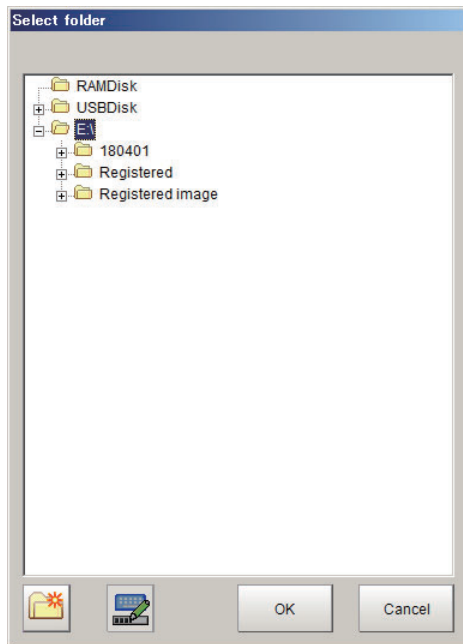 Select folder
RAMDisk
USBDisk
E:\
180401
Registered
Registered image
OK
Cancel